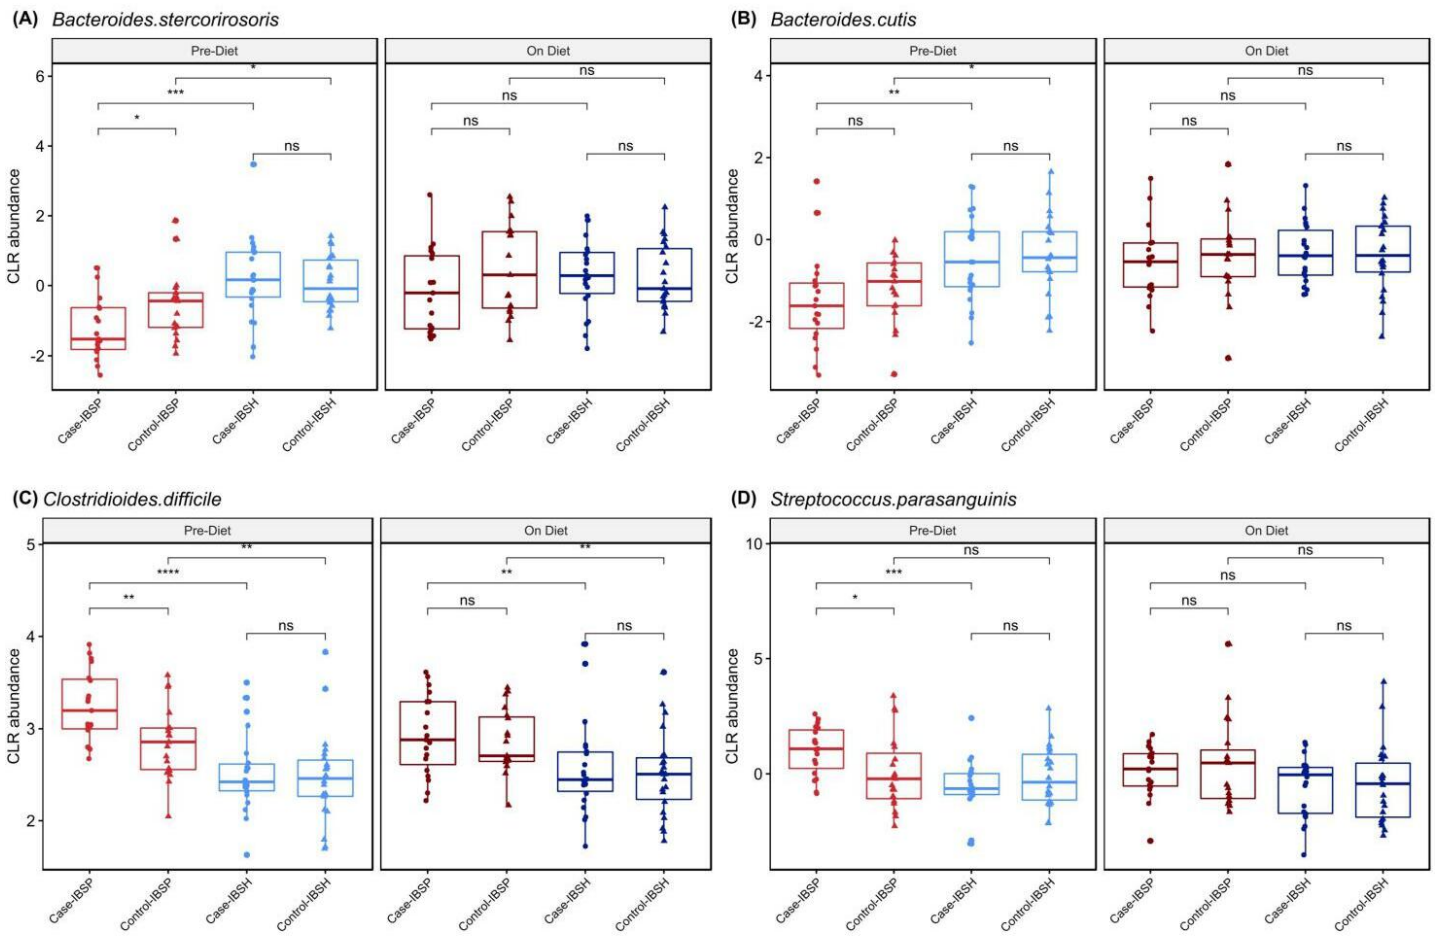 (A) Bacteroides.stercorirosoris
Pre-Diet
On Diet
CLR abundance
6
4
2
0
-2
*
***
*
ns
ns
ns
ns
ns
Case-IBSP
Control-IBSP
Case-IBSH
Control-IBSH
Case-IBSP
Control-IBSP
Case-IBSH
Control-IBSH
(B) Bacteroides.cutis
Pre-Diet
On Diet
CLR abundance
4
2
0
-2
*
**
ns
ns
ns
ns
ns
ns
Case-IBSP
Control-IBSP
Case-IBSH
Control-IBSH
Case-IBSP
Control-IBSP
Case-IBSH
Control-IBSH
(C) Clostridioides.difficile
Pre-Diet
On Diet
CLR abundance
5
4
3
2
**
****
**
ns
**
**
ns
ns
Case-IBSP
Control-IBSP
Case-IBSH
Control-IBSH
Case-IBSP
Control-IBSP
Case-IBSH
Control-IBSH
(D) Streptococcus.parasanguinis
Pre-Diet
On Diet
CLR abundance
10
5
0
ns
***
*
ns
ns
ns
ns
ns
Case-IBSP
Control-IBSP
Case-IBSH
Control-IBSH
Case-IBSP
Control-IBSP
Case-IBSH
Control-IBSH